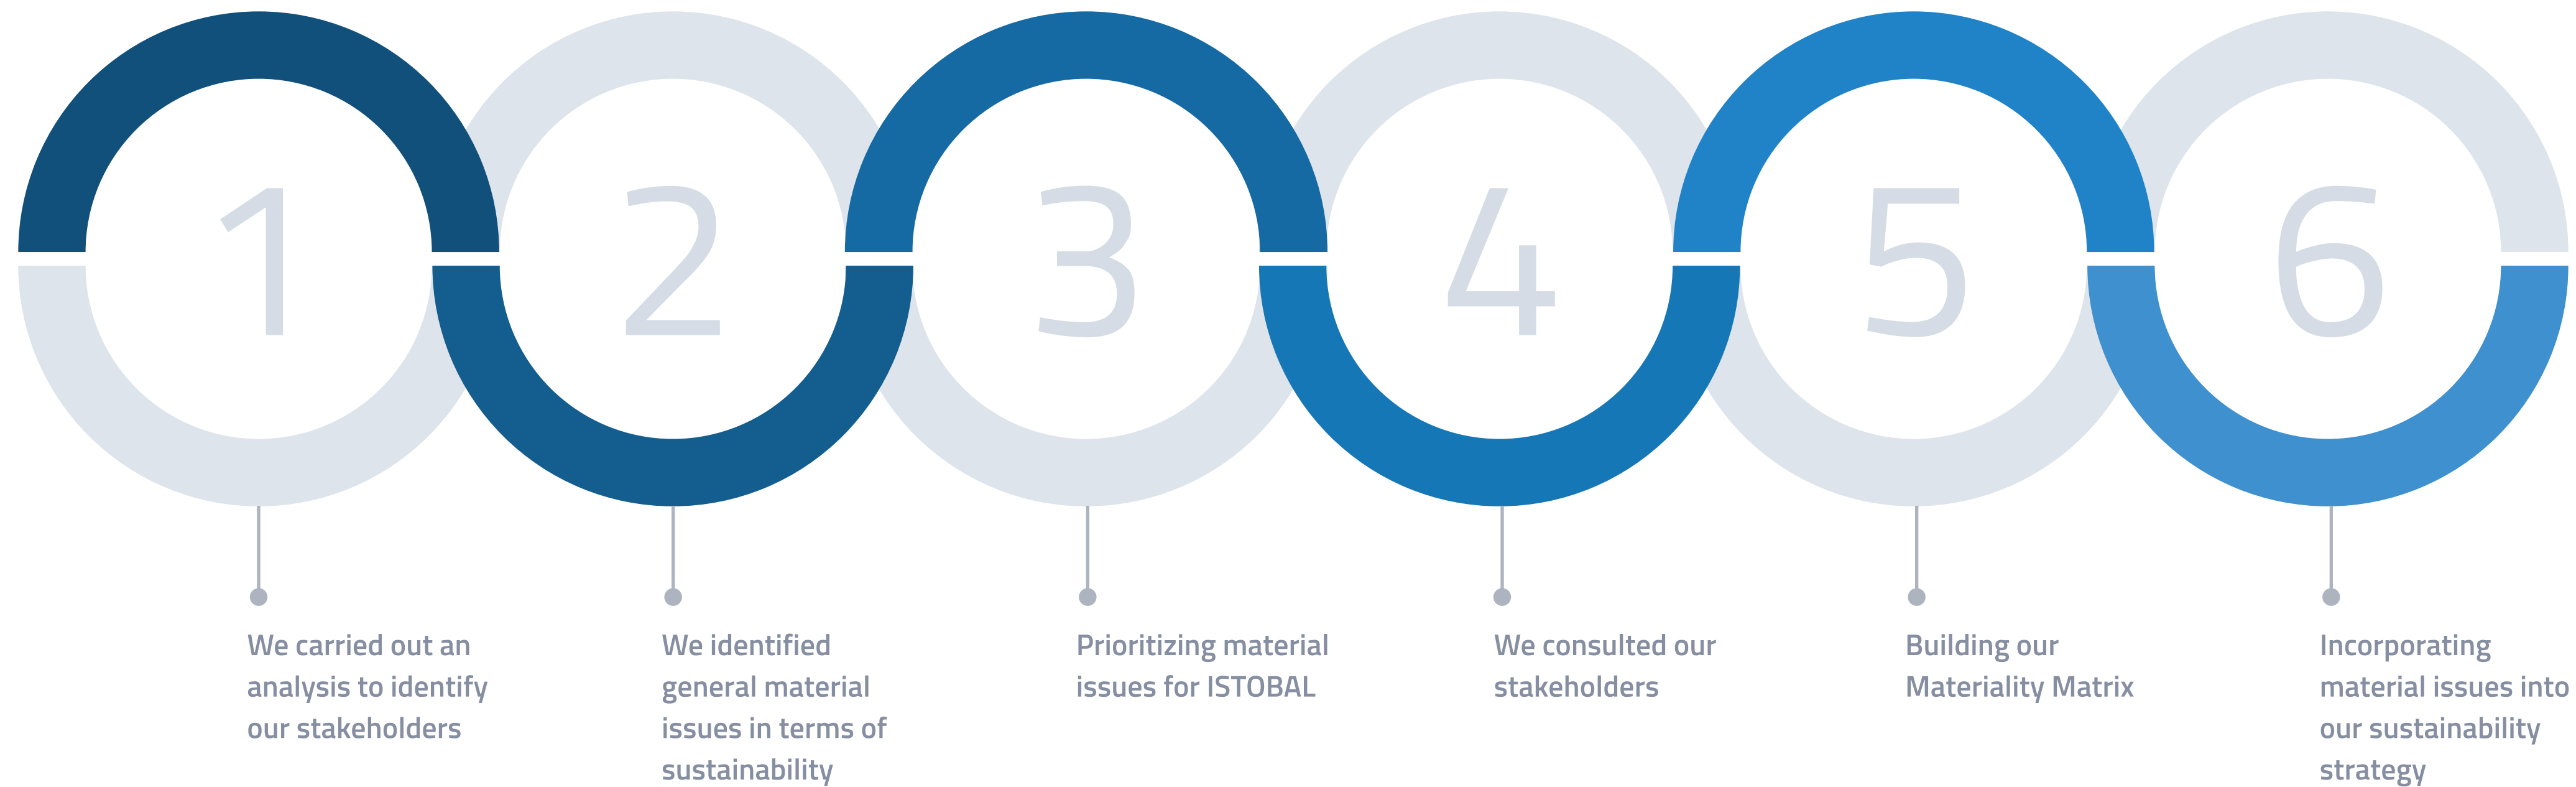 1
2
3
4
5
6
We carried out an
analysis to identify
our stakeholders
We identified
general material
issues in terms of
sustainability
Prioritizing material
issues for ISTOBAL
We consulted our
stakeholders
Building our
Materiality Matrix
Incorporating
material issues into
our sustainability
strategy